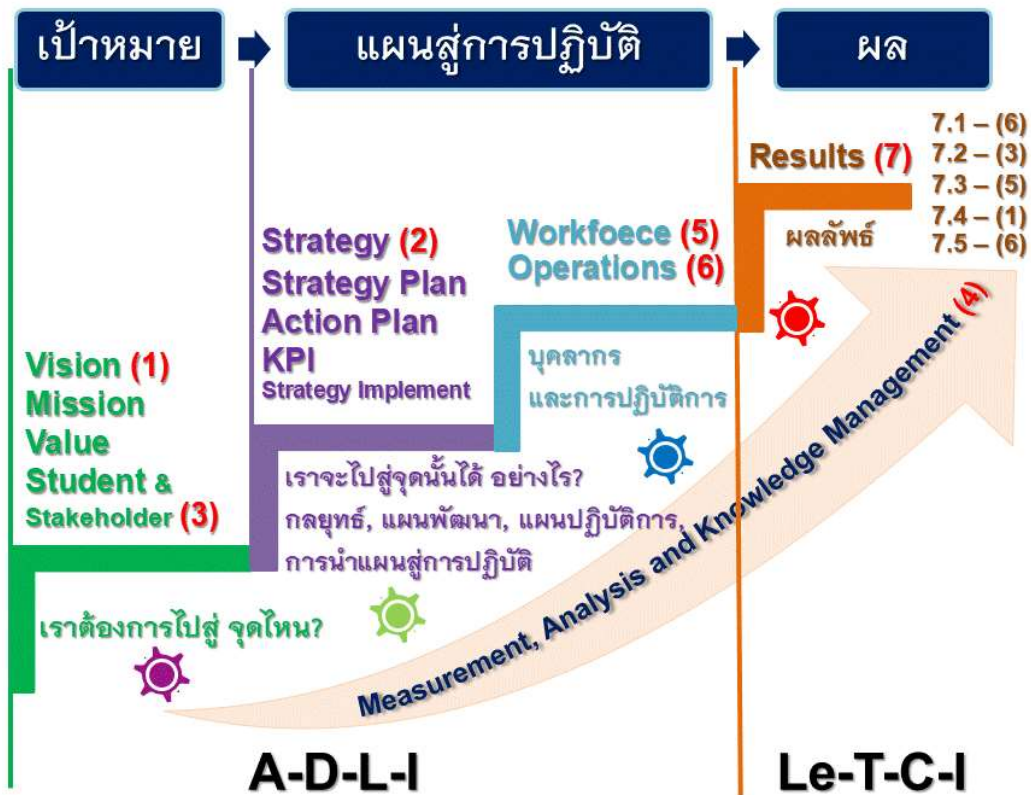 เป้าหมาย
แผนสู่การปฏิบัติ
ผล
Vision (1)
Mission
Value
Student &
Stakeholder (3)
เราต้องการไปสู่ จุดไหน?
Strategy (2)
Strategy Plan
Action Plan
KPI
Strategy Implement
เราจะไปสู่จุดนั้นได้ อย่างไร?
กลยุทธ์, แผนพัฒนา, แผนปฏิบัติการ,
การนำแผนสู่การปฏิบัติ
Workfoece (5)
Operations (6)
บุคลากร
และการปฏิบัติการ
Results (7)
ผลลัพธ์
7.1 – (6)
7.2 – (3)
7.3 – (5)
7.4 – (1)
7.5 – (6)
Measurement, Analysis and Knowledge Management (4)
A-D-L-I
Le-T-C-I